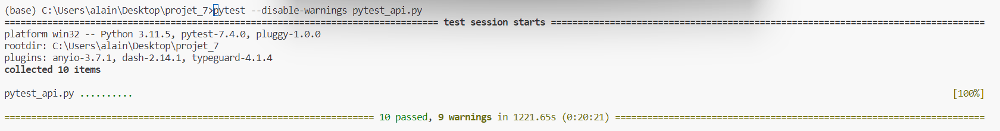 (base) C:\Users\alain\Desktop\projet_7>pytest --disable-warnings pytest_api.py
================================================================================= test session starts =================================================================================
platform win32 -- Python 3.11.5, pytest-7.4.0, pluggy-1.0.0
rootdir: C:\Users\alain\Desktop\projet_7
plugins: anyio-3.7.1, dash-2.14.1, typeguard-4.1.4
collected 10 items
pytest_api.py .......... [100%]
===================================================================== 10 passed, 9 warnings in 1221.65s (0:20:21) =====================================================================